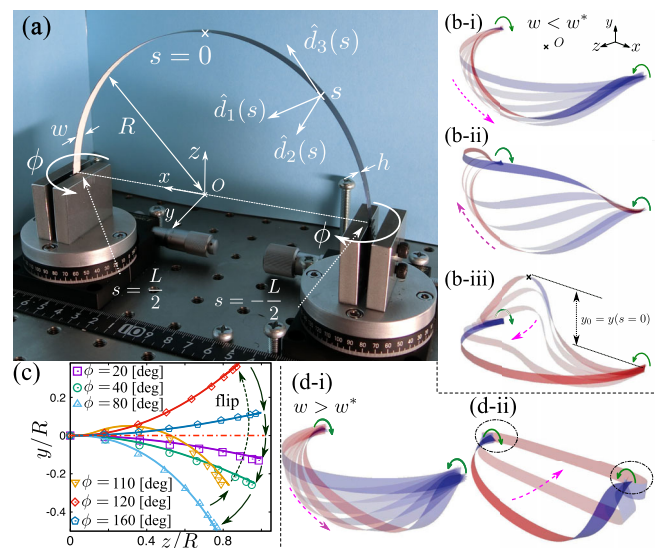 (a)
s = 0
d̂₃(s)
s
d̂₁(s)
d̂₂(s)
w
R
h
ϕ
z
x
O
y
ϕ
s = L/2
s = −L/2
10
(b-i)
w < w*
O
y
z
x
(b-ii)
(b-iii)
y₀ = y(s=0)
(c)
ϕ = 20 [deg]
ϕ = 40 [deg]
ϕ = 80 [deg]
flip
ϕ = 110 [deg]
ϕ = 120 [deg]
ϕ = 160 [deg]
y/R
0.2
0
-0.2
-0.4
0
0.4
0.8
z/R
(d-i)
w > w*
(d-ii)